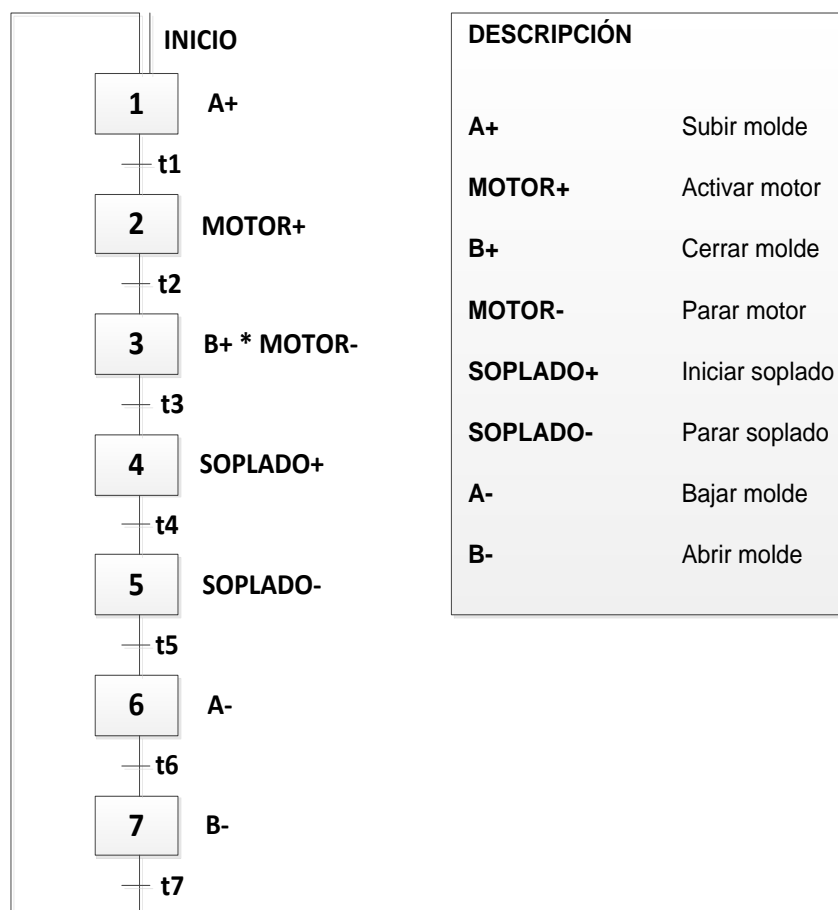 INICIO
1 A+
t1
2 MOTOR+
t2
3 B+ * MOTOR-
t3
4 SOPLADO+
t4
5 SOPLADO-
t5
6 A-
t6
7 B-
t7
DESCRIPCIÓN
A+ Subir molde
MOTOR+ Activar motor
B+ Cerrar molde
MOTOR- Parar motor
SOPLADO+ Iniciar soplado
SOPLADO- Parar soplado
A- Bajar molde
B- Abrir molde